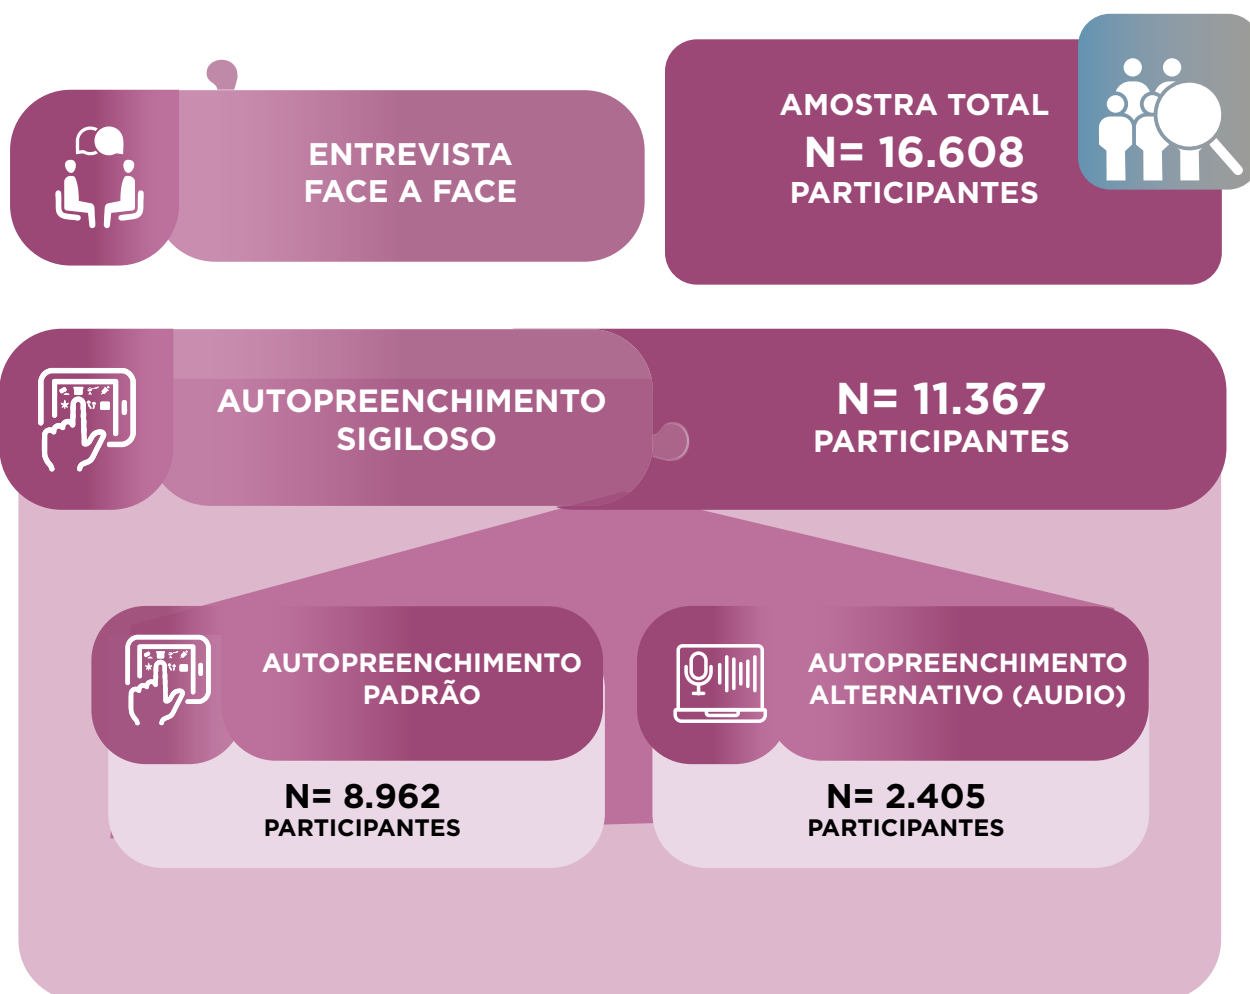 ENTREVISTA
FACE A FACE
AMOSTRA TOTAL
N= 16.608
PARTICIPANTES
AUTOPREENCHIMENTO
SIGILOSO
N= 11.367
PARTICIPANTES
AUTOPREENCHIMENTO
PADRÃO
N= 8.962
PARTICIPANTES
AUTOPREENCHIMENTO
ALTERNATIVO (AUDIO)
N= 2.405
PARTICIPANTES